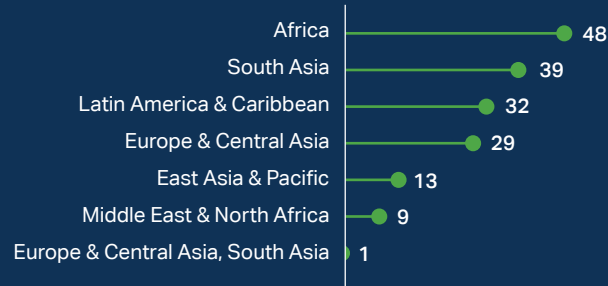 Africa 48
South Asia 39
Latin America & Caribbean 32
Europe & Central Asia 29
East Asia & Pacific 13
Middle East & North Africa 9
Europe & Central Asia, South Asia 1